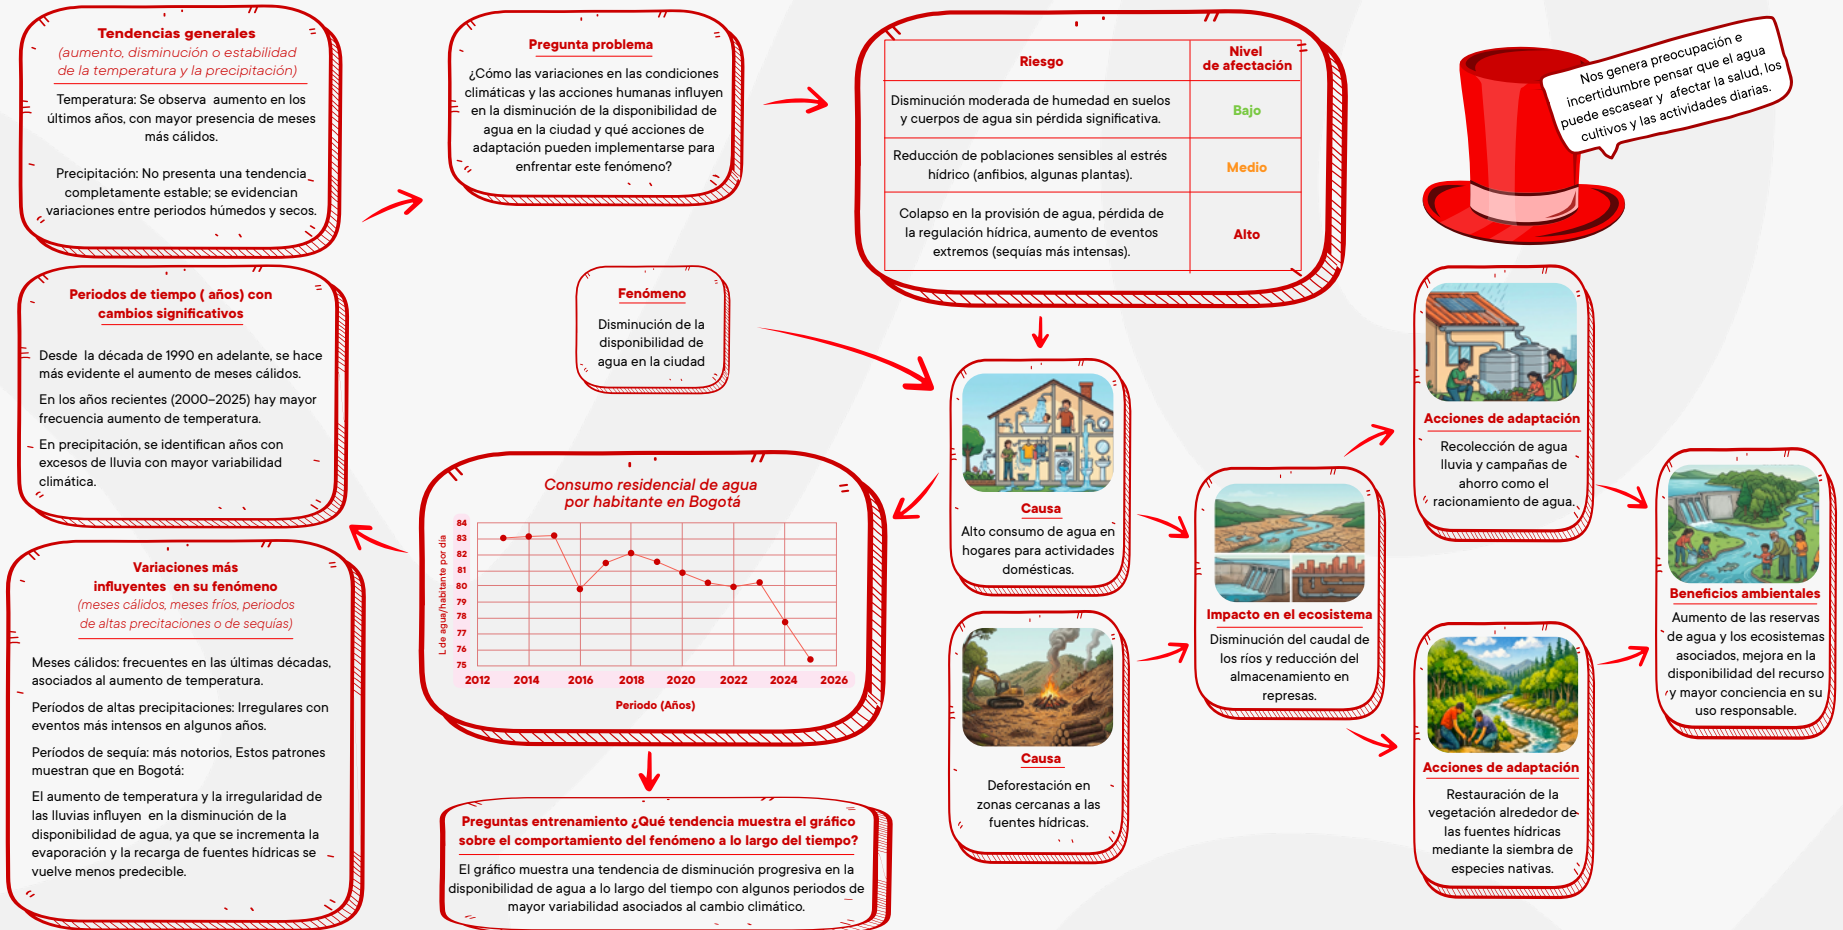 Tendencias generales
(aumento, disminución o estabilidad
de la temperatura y la precipitación)
Temperatura: Se observa aumento en los
últimos años, con mayor presencia de meses
más cálidos.
Precipitación: No presenta una tendencia
completamente estable; se evidencian
variaciones entre periodos húmedos y secos.
Pregunta problema
¿Cómo las variaciones en las condiciones
climáticas y las acciones humanas influyen
en la disminución de la disponibilidad de
agua en la ciudad y qué acciones de
adaptación pueden implementarse para
enfrentar este fenómeno?
Riesgo
Nivel
de afectación
Disminución moderada de humedad en suelos
y cuerpos de agua sin pérdida significativa.
Bajo
Reducción de poblaciones sensibles al estrés
hídrico (anfibios, algunas plantas).
Medio
Colapso en la provisión de agua, pérdida de
la regulación hídrica, aumento de eventos
extremos (sequías más intensas).
Alto
Nos genera preocupación e
incertidumbre pensar que el agua
puede escasear y afectar la salud, los
cultivos y las actividades diarias.
Periodos de tiempo ( años) con
cambios significativos
Desde la década de 1990 en adelante, se hace
más evidente el aumento de meses cálidos.
En los años recientes (2000–2025) hay mayor
frecuencia aumento de temperatura.
En precipitación, se identifican años con
excesos de lluvia con mayor variabilidad
climática.
Fenómeno
Disminución de la
disponibilidad de
agua en la ciudad
Variaciones más
influyentes en su fenómeno
(meses cálidos, meses fríos, periodos
de altas precitaciones o de sequías)
Meses cálidos: frecuentes en las últimas décadas,
asociados al aumento de temperatura.
Períodos de altas precipitaciones: Irregulares con
eventos más intensos en algunos años.
Períodos de sequía: más notorios, Estos patrones
muestran que en Bogotá:
El aumento de temperatura y la irregularidad de
las lluvias influyen en la disminución de la
disponibilidad de agua, ya que se incrementa la
evaporación y la recarga de fuentes hídricas se
vuelve menos predecible.
Consumo residencial de agua
por habitante en Bogotá
L de agua/habitante por día
84
83
82
81
80
79
78
77
76
75
2012 2014 2016 2018 2020 2022 2024 2026
Periodo (Años)
Preguntas entrenamiento ¿Qué tendencia muestra el gráfico
sobre el comportamiento del fenómeno a lo largo del tiempo?
El gráfico muestra una tendencia de disminución progresiva en la
disponibilidad de agua a lo largo del tiempo con algunos periodos de
mayor variabilidad asociados al cambio climático.
Causa
Alto consumo de agua en
hogares para actividades
domésticas.
Causa
Deforestación en
zonas cercanas a las
fuentes hídricas.
Impacto en el ecosistema
Disminución del caudal de
los ríos y reducción del
almacenamiento en
represas.
Acciones de adaptación
Recolección de agua
lluvia y campañas de
ahorro como el
racionamiento de agua.
Acciones de adaptación
Restauración de la
vegetación alrededor de
las fuentes hídricas
mediante la siembra de
especies nativas.
Beneficios ambientales
Aumento de las reservas
de agua y los ecosistemas
asociados, mejora en la
disponibilidad del recurso
y mayor conciencia en su
uso responsable.